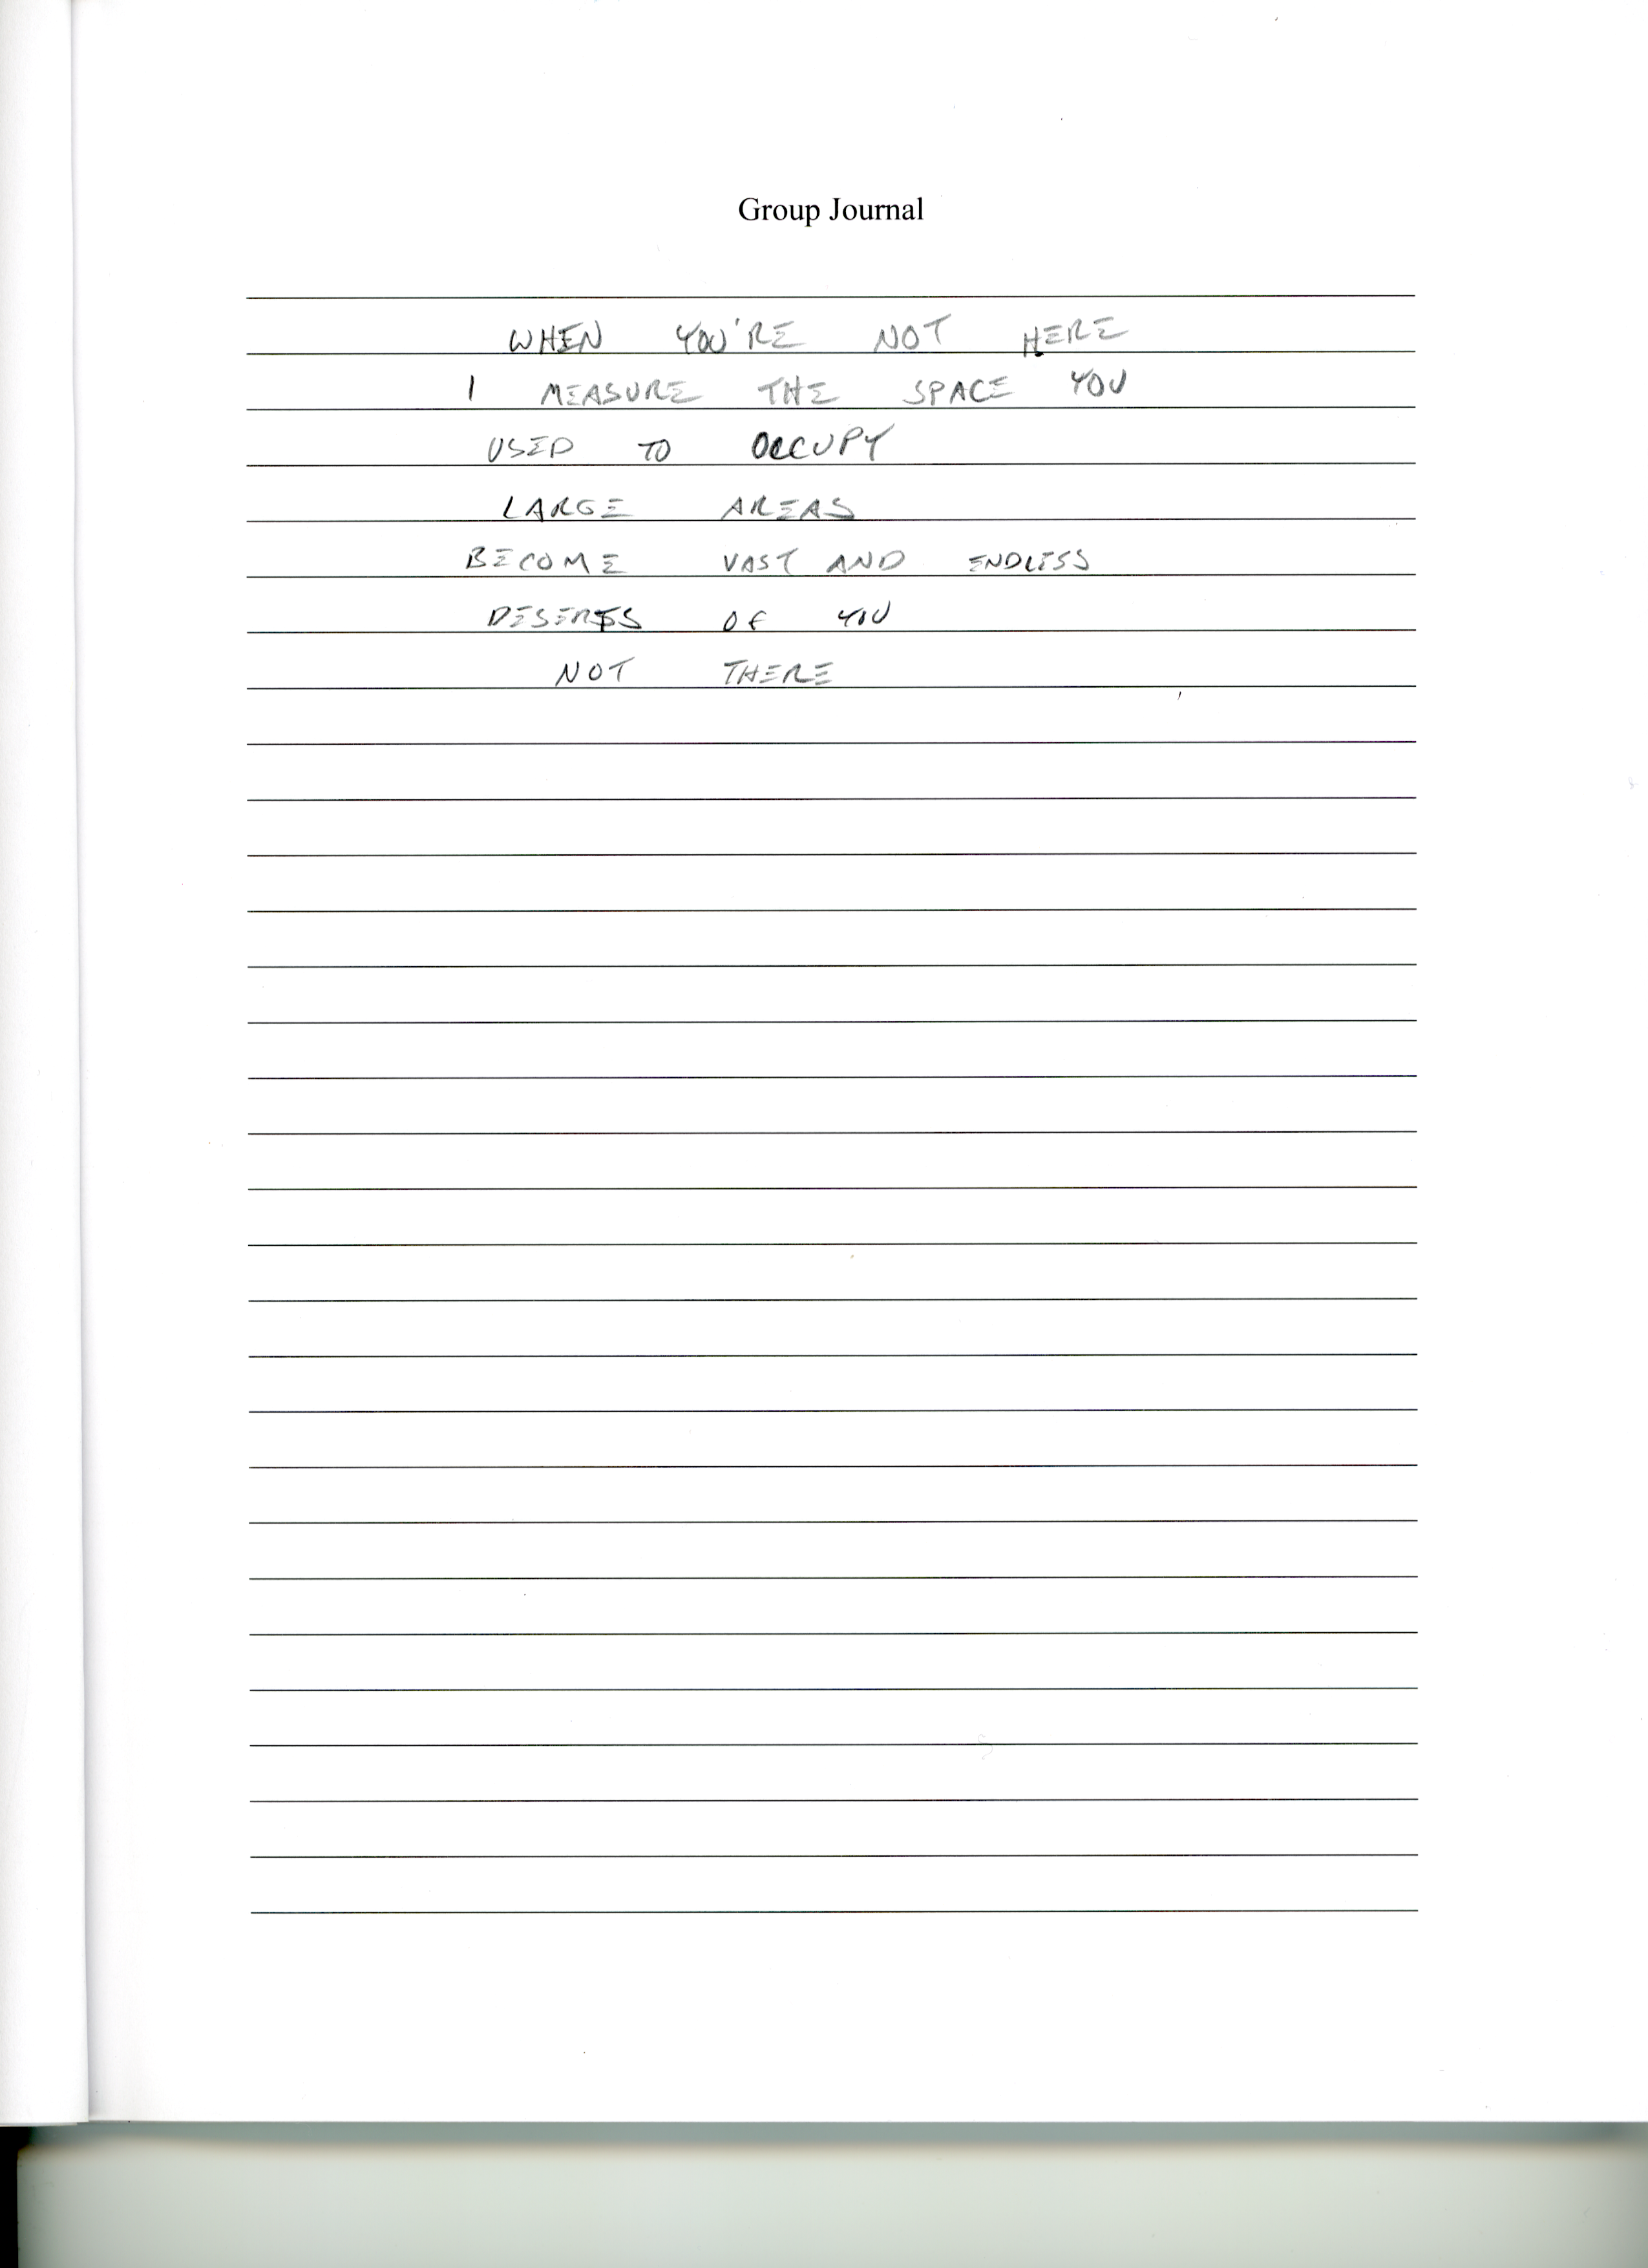 Group Journal
WHEN YOU'RE NOT HERE
I MEASURE THE SPACE YOU
USED TO OCCUPY
LARGE AREAS
BECOME VAST AND ENDLESS
DESERTS OF YOU
NOT THERE